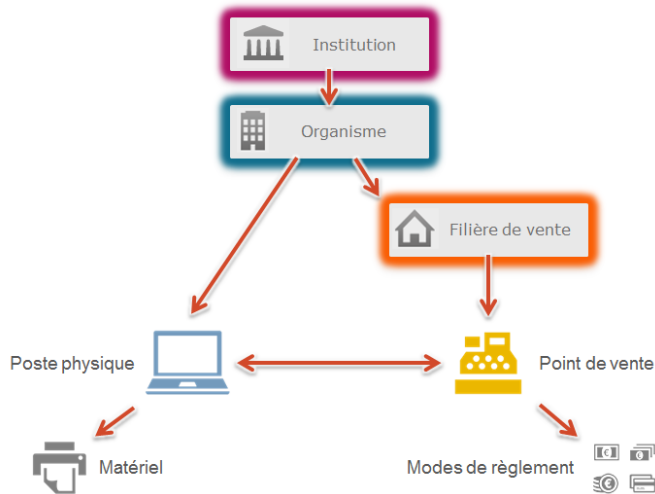 Institution
Organisme
Filière de vente
Poste physique
Point de vente
Matériel
Modes de règlement